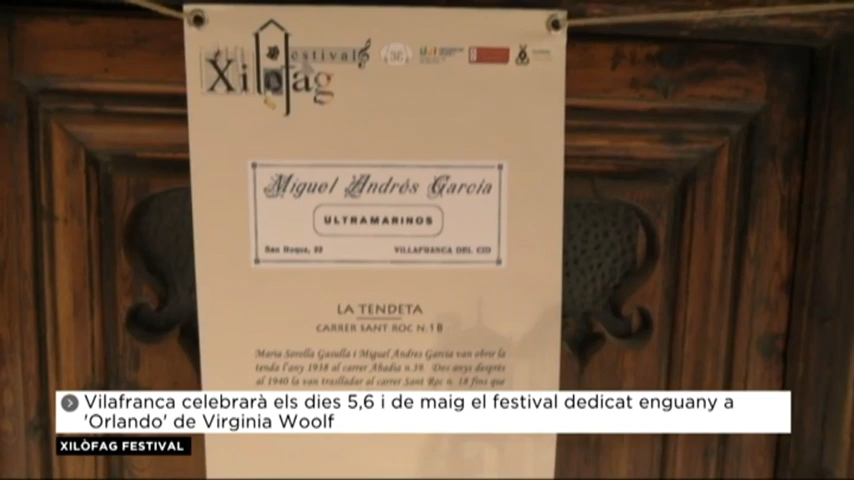 Festival
Xilòfag
Miguel Andrés García
ULTRAMARINOS
San Roque, 22 VILLAFRANCA DEL CID
LA TENDETA
CARRER SANT ROC N.18
Maria Sorolla Gasulla i Miguel Andres Garcia van obrir la
tenda l'any 1938 al carrer Abadia n.39. Dos anys després
al 1940 la van traslladar al carrer Sant Roc n. 18 fins que
Vilafranca celebrarà els dies 5,6 i de maig el festival dedicat enguany a
'Orlando' de Virginia Woolf
XILÒFAG FESTIVAL